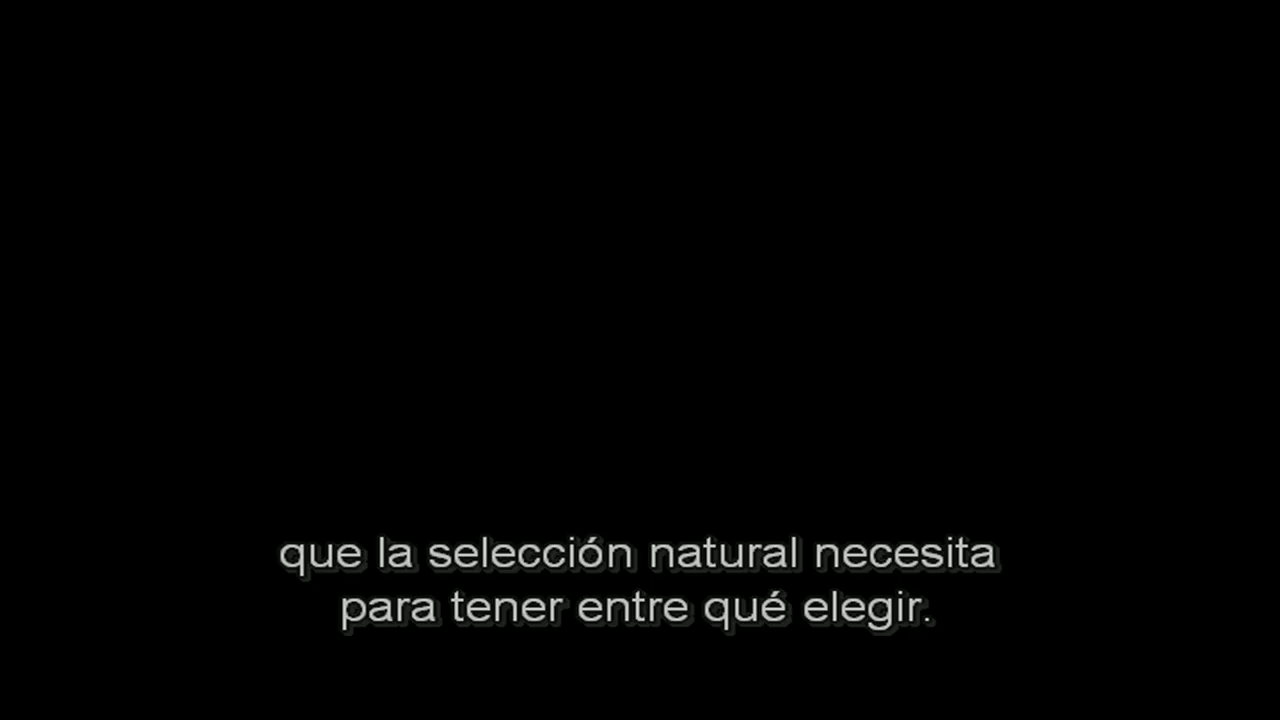 que la selección natural necesita
para tener entre qué elegir.